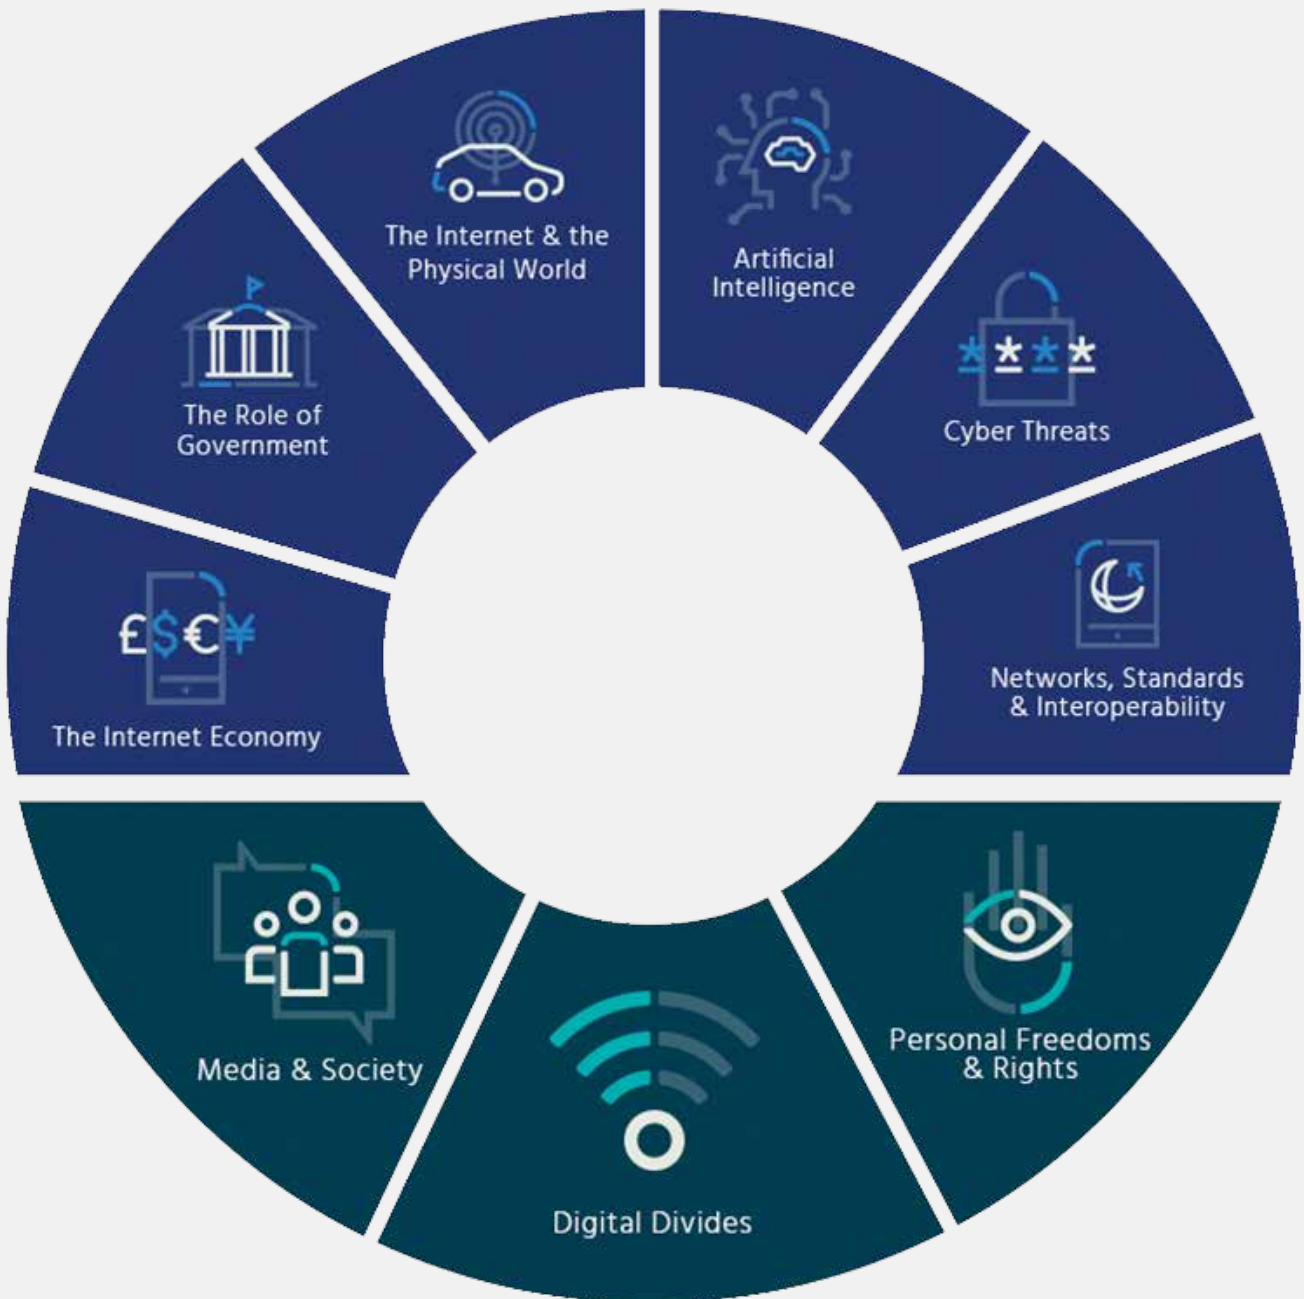 The Internet & the
Physical World
Artificial
Intelligence
The Role of
Government
* * * *
Cyber Threats
£$€¥
The Internet Economy
Networks, Standards
& Interoperability
Media & Society
Personal Freedoms
& Rights
Digital Divides